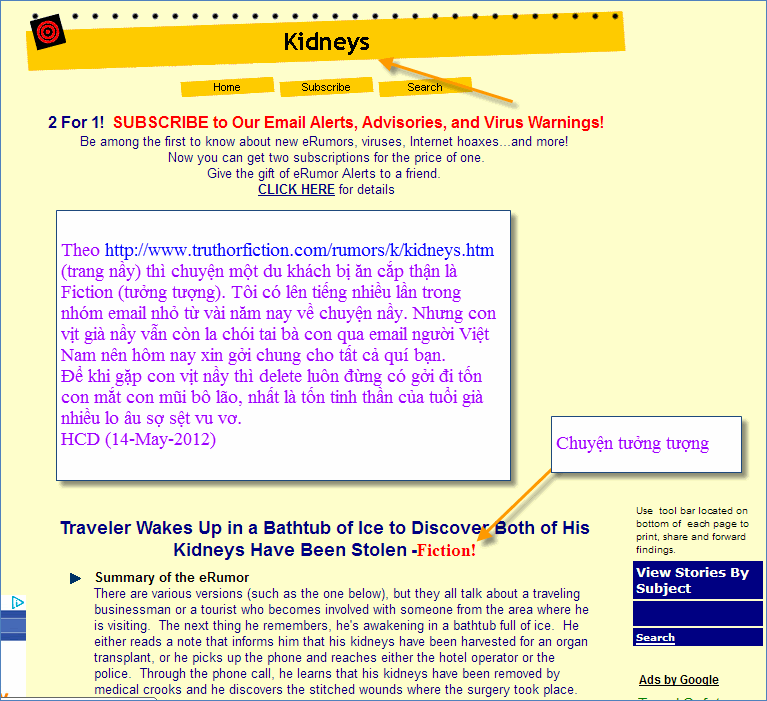 Kidneys
Home
Subscribe
Search
2 For 1! SUBSCRIBE to Our Email Alerts, Advisories, and Virus Warnings!
Be among the first to know about new eRumors, viruses, Internet hoaxes...and more!
Now you can get two subscriptions for the price of one.
Give the gift of eRumor Alerts to a friend.
CLICK HERE for details
Theo http://www.truthorfiction.com/rumors/k/kidneys.htm
(trang nầy) thì chuyện một du khách bị ăn cắp thận là
Fiction (tưởng tượng). Tôi có lên tiếng nhiều lần trong
nhóm email nhỏ từ vài năm nay về chuyện nầy. Nhưng con
vịt già nầy vẫn còn la chói tai bà con qua email người Việt
Nam nên hôm nay xin gởi chung cho tất cả quí bạn.
Để khi gặp con vịt nầy thì delete luôn đừng có gởi đi tốn
con mắt con mũi bô lão, nhất là tốn tinh thần của tuổi già
nhiều lo âu sợ sệt vu vơ.
HCD (14-May-2012)
Chuyện tưởng tượng
Traveler Wakes Up in a Bathtub of Ice to Discover Both of His
Kidneys Have Been Stolen -Fiction!
Summary of the eRumor
There are various versions (such as the one below), but they all talk about a traveling
businessman or a tourist who becomes involved with someone from the area where he
is visiting. The next thing he remembers, he's awakening in a bathtub full of ice. He
either reads a note that informs him that his kidneys have been harvested for an organ
transplant, or he picks up the phone and reaches either the hotel operator or the
police. Through the phone call, he learns that his kidneys have been removed by
medical crooks and he discovers the stitched wounds where the surgery took place.
Use tool bar located on
bottom of each page to
print, share and forward
findings.
View Stories By
Subject
Search
Ads by Google